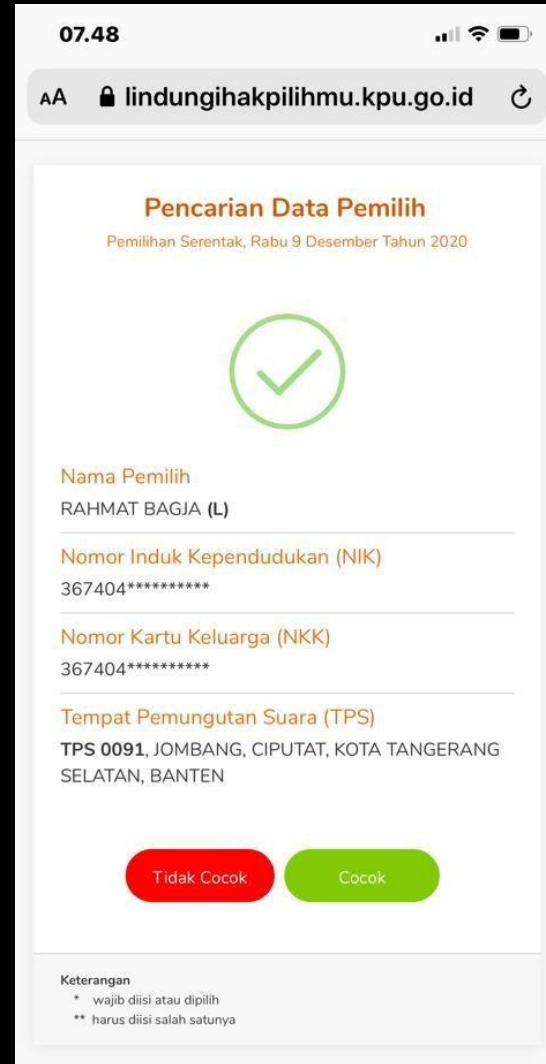 07.48
AA lindungihakpilihmu.kpu.go.id
Pencarian Data Pemilih
Pemilihan Serentak, Rabu 9 Desember Tahun 2020
Nama Pemilih
RAHMAT BAGJA (L)
Nomor Induk Kependudukan (NIK)
367404**********
Nomor Kartu Keluarga (NKK)
367404**********
Tempat Pemungutan Suara (TPS)
TPS 0091, JOMBANG, CIPUTAT, KOTA TANGERANG
SELATAN, BANTEN
Tidak Cocok Cocok
Keterangan
* wajib diisi atau dipilih
** harus diisi salah satunya